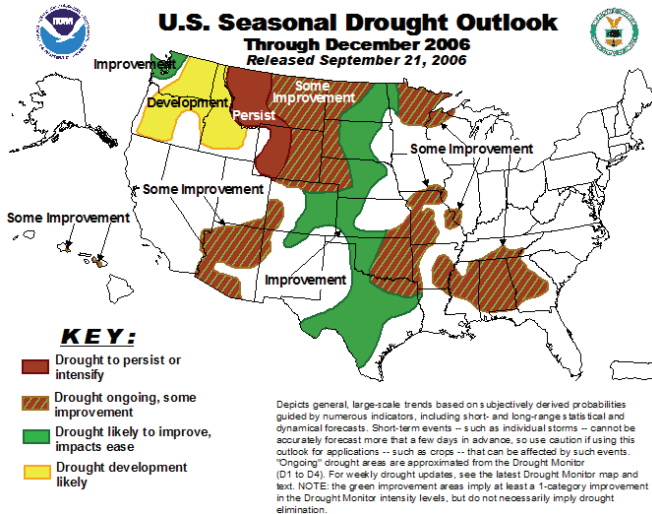 U.S. Seasonal Drought Outlook
Through December 2006
Released September 21, 2006
NOAA
Improvement
Development
Persist
Some
Improvement
Some Improvement
Some Improvement
Some Improvement
Improvement
KEY:
Drought to persist or
intensify
Drought ongoing, some
improvement
Drought likely to improve,
impacts ease
Drought development
likely
Depicts general, large-scale trends based on subjectively derived probabilities
guided by numerous indicators, including short- and long-range statistical and
dynamical forecasts. Short-term events -- such as individual storms -- cannot be
accurately forecast more that a few days in advance, so use caution if using this
outlook for applications -- such as crops -- that can be affected by such events.
"Ongoing" drought areas are approximated from the Drought Monitor
(D1 to D4). For weekly drought updates, see the latest Drought Monitor map and
text. NOTE: the green improvement areas imply at least a 1-category improvement
in the Drought Monitor intensity levels, but do not necessarily imply drought
elimination.